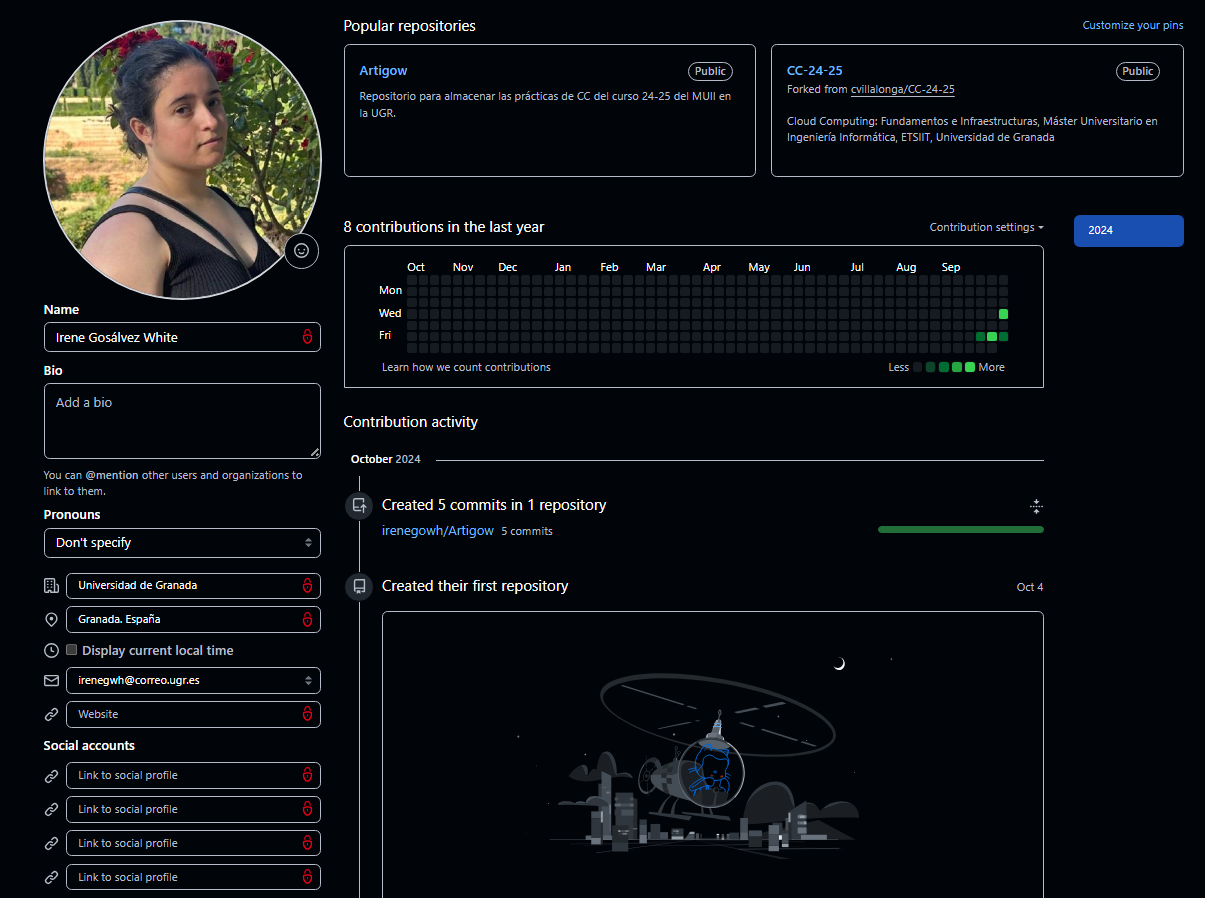 Name
Irene Gosálvez White
Bio
Add a bio
You can @mention other users and organizations to
link to them.
Pronouns
Don't specify
Universidad de Granada
Granada. España
Display current local time
irenegwh@correo.ugr.es
Website
Social accounts
Link to social profile
Link to social profile
Link to social profile
Link to social profile
Popular repositories
Customize your pins
Artigow
Public
Repositorio para almacenar las prácticas de CC del curso 24-25 del MUII en
la UGR.
CC-24-25
Public
Forked from cvillalonga/CC-24-25
Cloud Computing: Fundamentos e Infraestructuras, Máster Universitario en
Ingeniería Informática, ETSIIT, Universidad de Granada
8 contributions in the last year
Contribution settings
2024
Oct Nov Dec Jan Feb Mar Apr May Jun Jul Aug Sep
Mon
Wed
Fri
Learn how we count contributions
Less More
Contribution activity
October 2024
Created 5 commits in 1 repository
irenegowh/Artigow 5 commits
Created their first repository
Oct 4